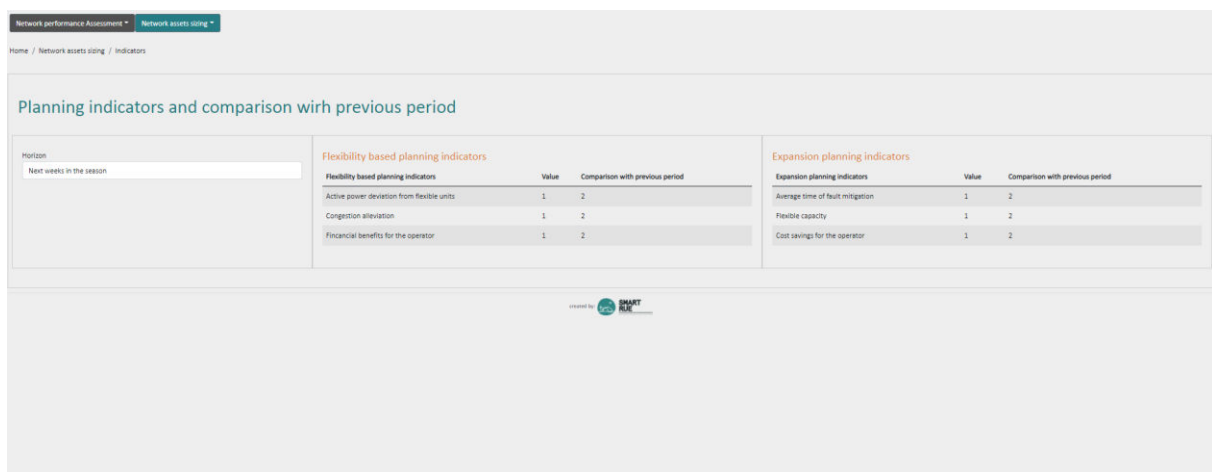 Network performance Assessment Network assets sizing
Home / Network assets sizing / Indicators
Planning indicators and comparison wirh previous period
Horizon
Next weeks in the season
Flexibility based planning indicators
Flexibility based planning indicators Value Comparison with previous period
Active power deviation from flexible units 1 2
Congestion alleviation 1 2
Fincancial benefits for the operator 1 2
Expansion planning indicators
Expansion planning indicators Value Comparison with previous period
Average time of fault mitigation 1 2
Flexible capacity 1 2
Cost savings for the operator 1 2
created by:
SMART
RUE